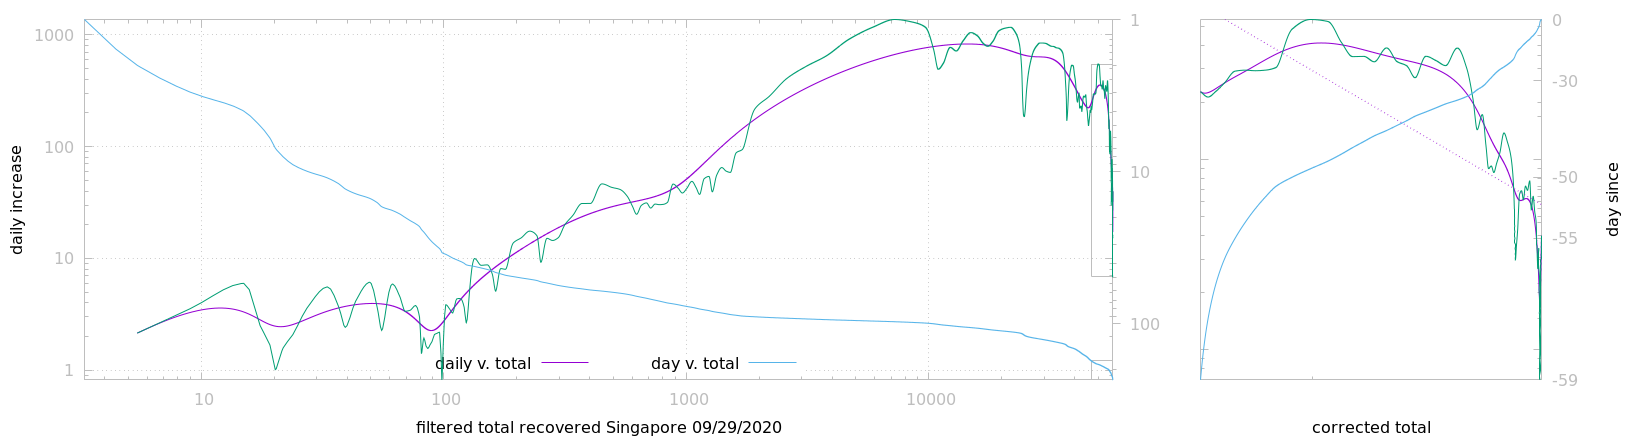 daily increase
1000
100
10
1
10
100
1000
10000
filtered total recovered Singapore 09/29/2020
daily v. total
day v. total
1
10
100
0
-30
-50
-55
-59
day since
corrected total